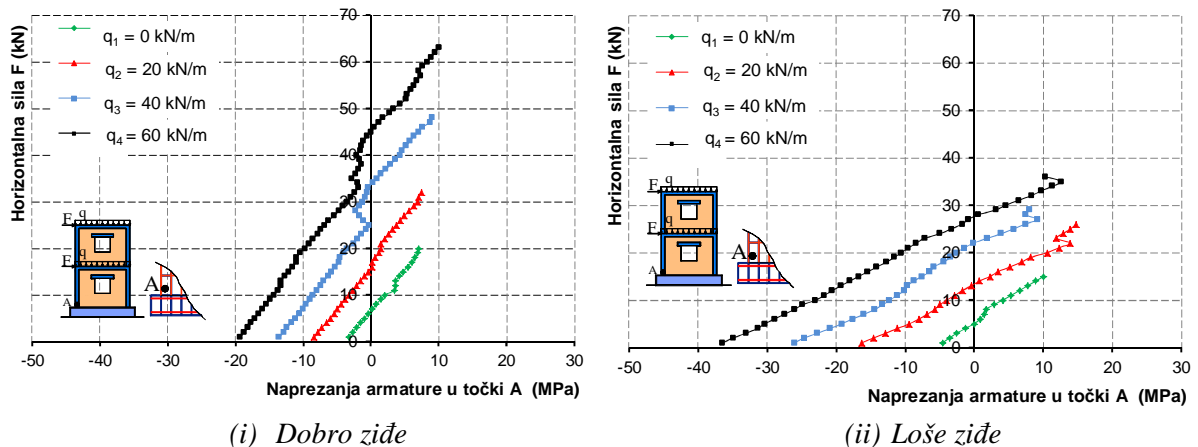 Horizontalna sila F (kN)
70
60
50
40
30
20
10
0
q1 = 0 kN/m
q2 = 20 kN/m
q3 = 40 kN/m
q4 = 60 kN/m
q
F
q
F
A
A
-50 -40 -30 -20 -10 0 10 20 30
Naprezanja armature u točki A (MPa)
(i) Dobro ziđe
Horizontalna sila F (kN)
70
60
50
40
30
20
10
0
q1 = 0 kN/m
q2 = 20 kN/m
q3 = 40 kN/m
q4 = 60 kN/m
q
F
q
F
A
A
-50 -40 -30 -20 -10 0 10 20 30
Naprezanja armature u točki A (MPa)
(ii) Loše ziđe